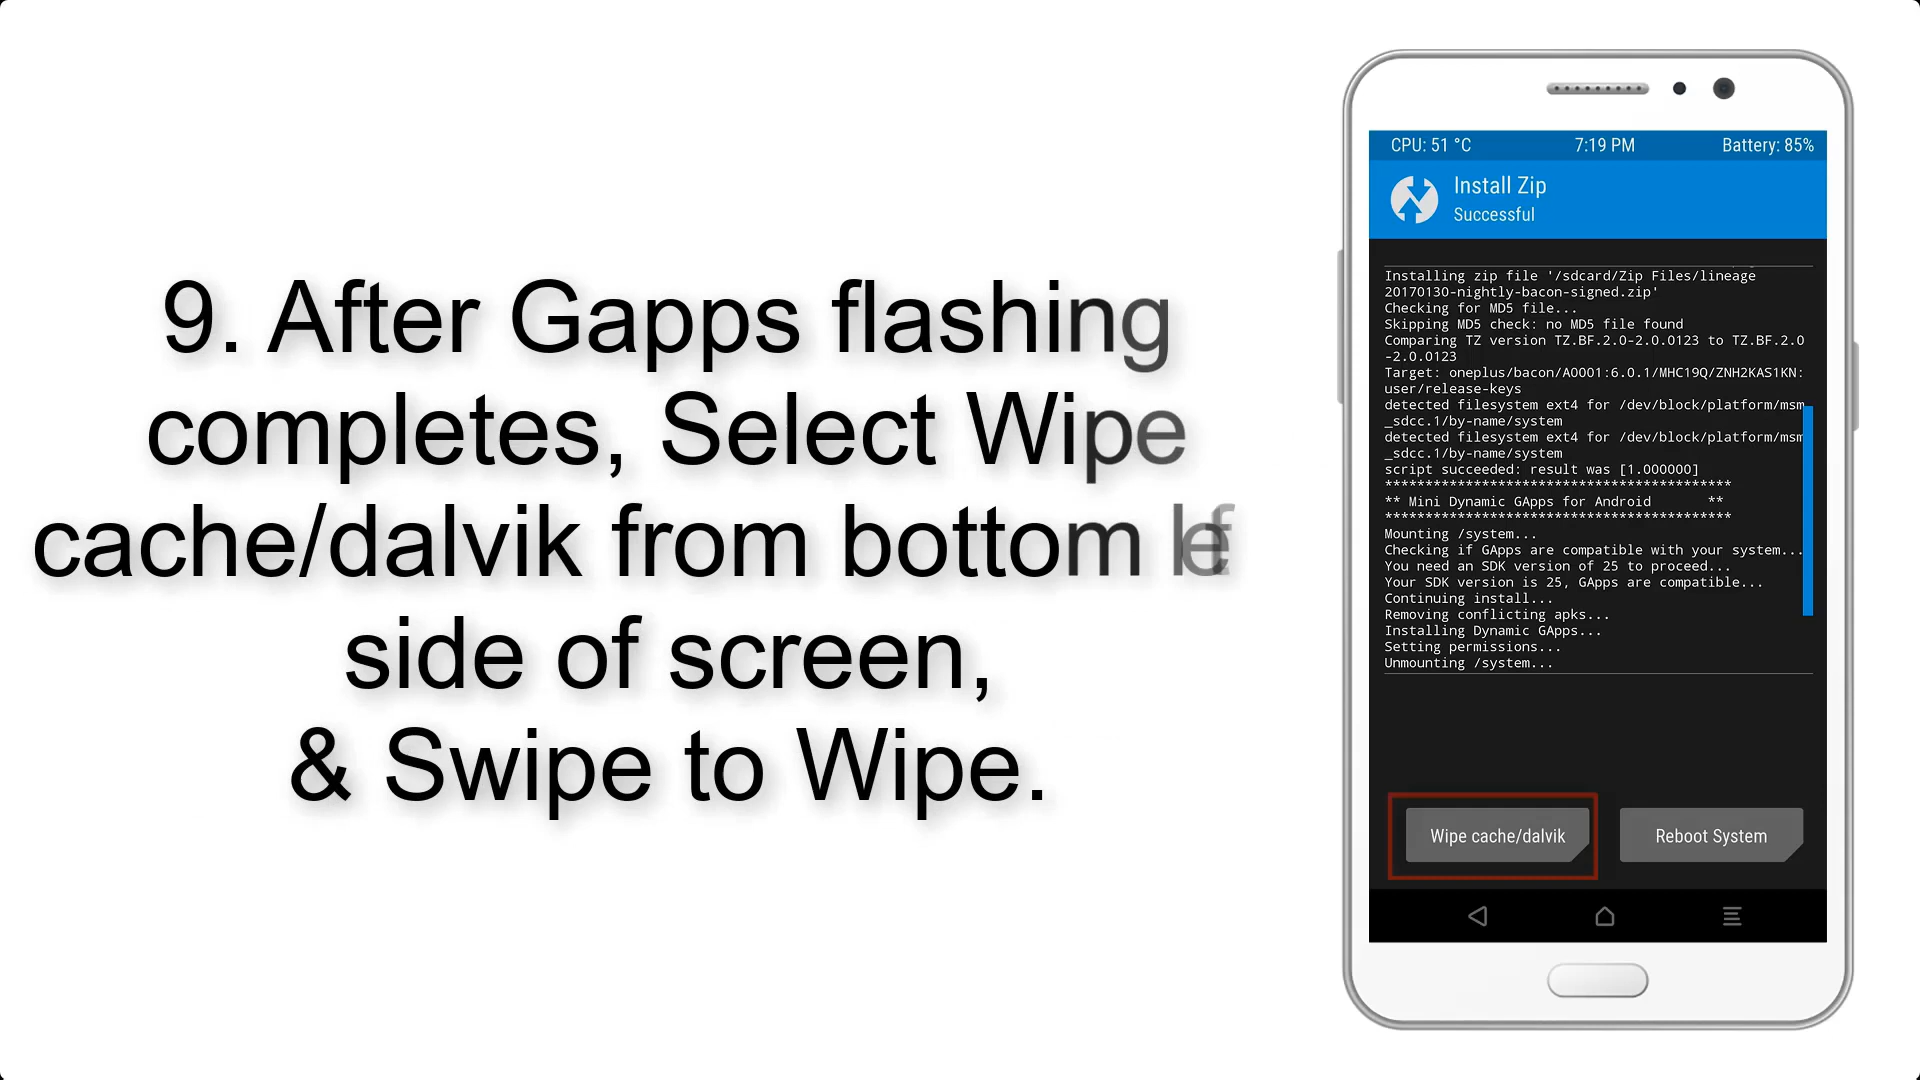 9. After Gapps flashing
completes, Select Wipe
cache/dalvik from bottom lef
side of screen,
& Swipe to Wipe.
CPU: 51 °C 7:19 PM Battery: 85%
Install Zip
Successful
Installing zip file '/sdcard/Zip Files/lineage
20170130-nightly-bacon-signed.zip'
Checking for MD5 file...
Skipping MD5 check: no MD5 file found
Comparing TZ version TZ.BF.2.0-2.0.0123 to TZ.BF.2.0
-2.0.0123
Target: oneplus/bacon/A0001:6.0.1/MHC19Q/ZNH2KAS1KN:
user/release-keys
detected filesystem ext4 for /dev/block/platform/msm
_sdcc.1/by-name/system
detected filesystem ext4 for /dev/block/platform/msm
_sdcc.1/by-name/system
script succeeded: result was [1.000000]
*******************************************
** Mini Dynamic GApps for Android **
*******************************************
Mounting /system...
Checking if GApps are compatible with your system...
You need an SDK version of 25 to proceed...
Your SDK version is 25, GApps are compatible...
Continuing install...
Removing conflicting apks...
Installing Dynamic GApps...
Setting permissions...
Unmounting /system...
Wipe cache/dalvik Reboot System